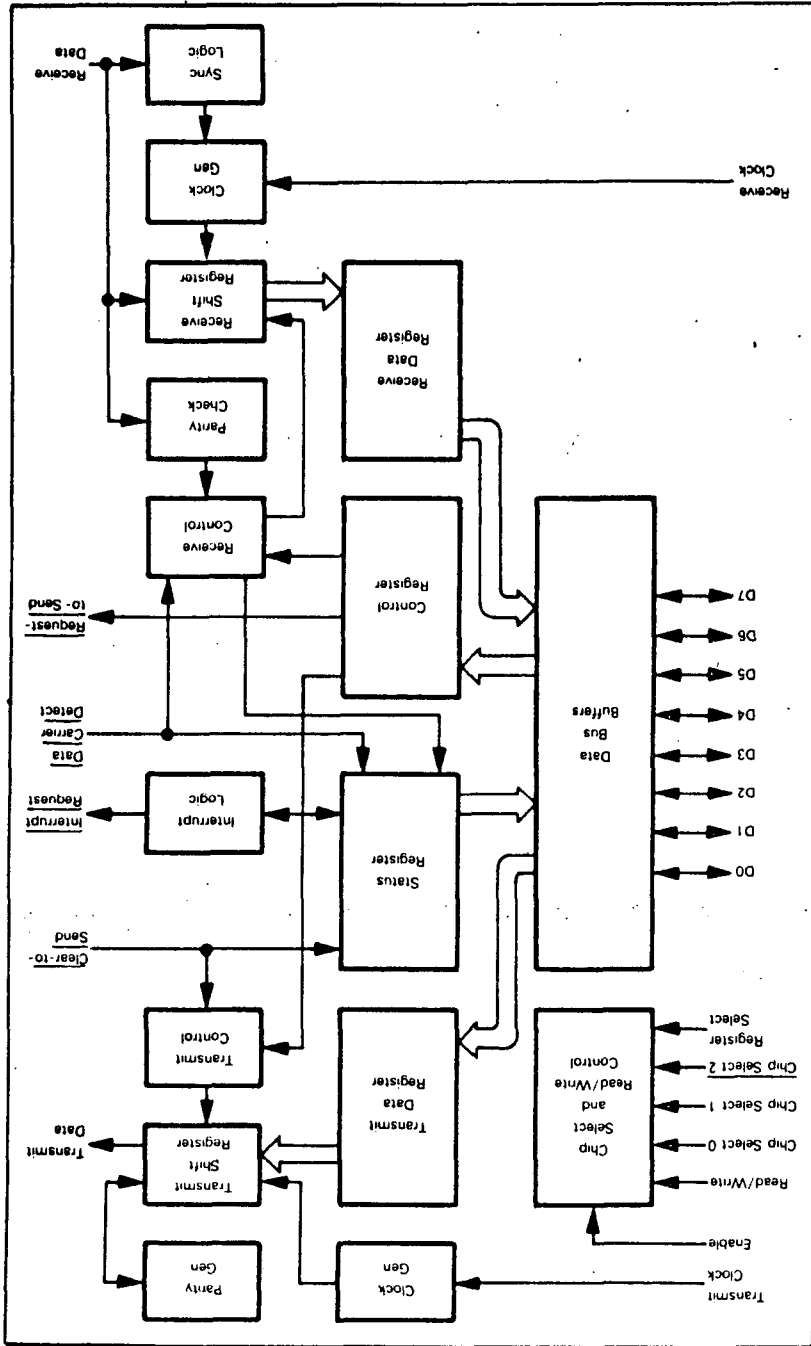 Transmit
Clock
Clock
Gen
Parity
Gen
Enable
Read/Write
Chip Select 0
Chip Select 1
Chip Select 2
Register
Select
Chip
Select
and
Read/Write
Control
Transmit
Data
Register
Transmit
Shift
Register
Transmit
Data
Transmit
Control
Clear-to-
Send
D0
D1
D2
D3
D4
D5
D6
D7
Data
Bus
Buffers
Status
Register
Interrupt
Logic
Interrupt
Request
Data
Carrier
Detect
Control
Register
Request-
to-Send
Receive
Control
Parity
Check
Receive
Data
Register
Receive
Shift
Register
Receive
Clock
Clock
Gen
Sync
Logic
Receive
Data